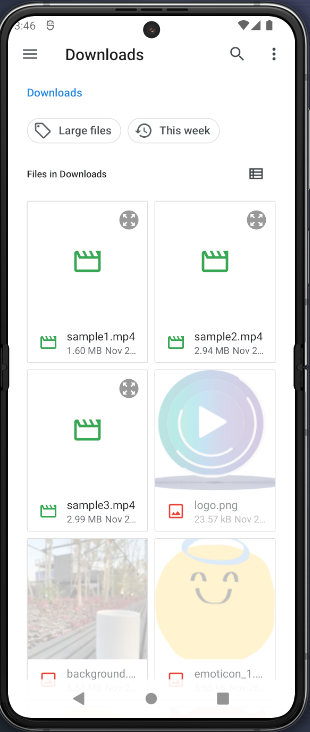 3:46
Downloads
Downloads
Large files
This week
Files in Downloads
sample1.mp4
1.60 MB Nov 2...
sample2.mp4
2.94 MB Nov 2...
sample3.mp4
2.99 MB Nov 2...
logo.png
23.57 kB Nov 2...
background....
emoticon_1....